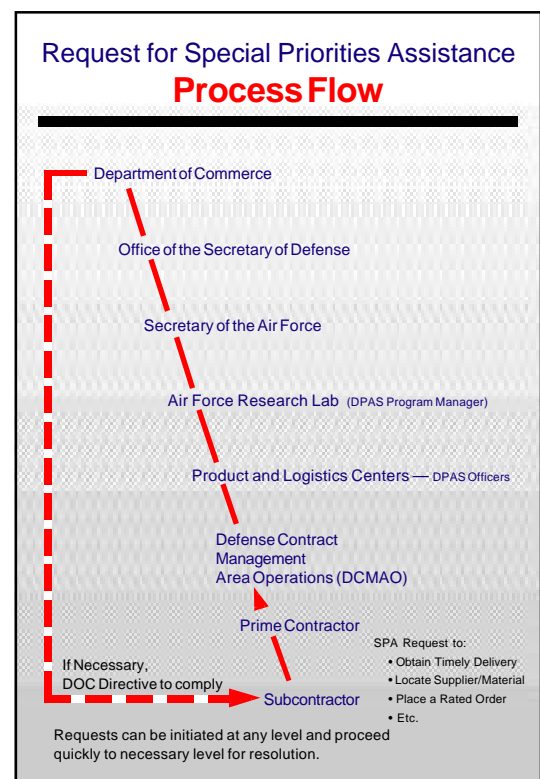 Request for Special Priorities Assistance
Process Flow
Department of Commerce
Office of the Secretary of Defense
Secretary of the Air Force
Air Force Research Lab (DPAS Program Manager)
Product and Logistics Centers — DPAS Officers
Defense Contract
Management
Area Operations (DCMAO)
Prime Contractor
SPA Request to:
• Obtain Timely Delivery
• Locate Supplier/Material
• Place a Rated Order
• Etc.
If Necessary,
DOC Directive to comply
Subcontractor
Requests can be initiated at any level and proceed
quickly to necessary level for resolution.